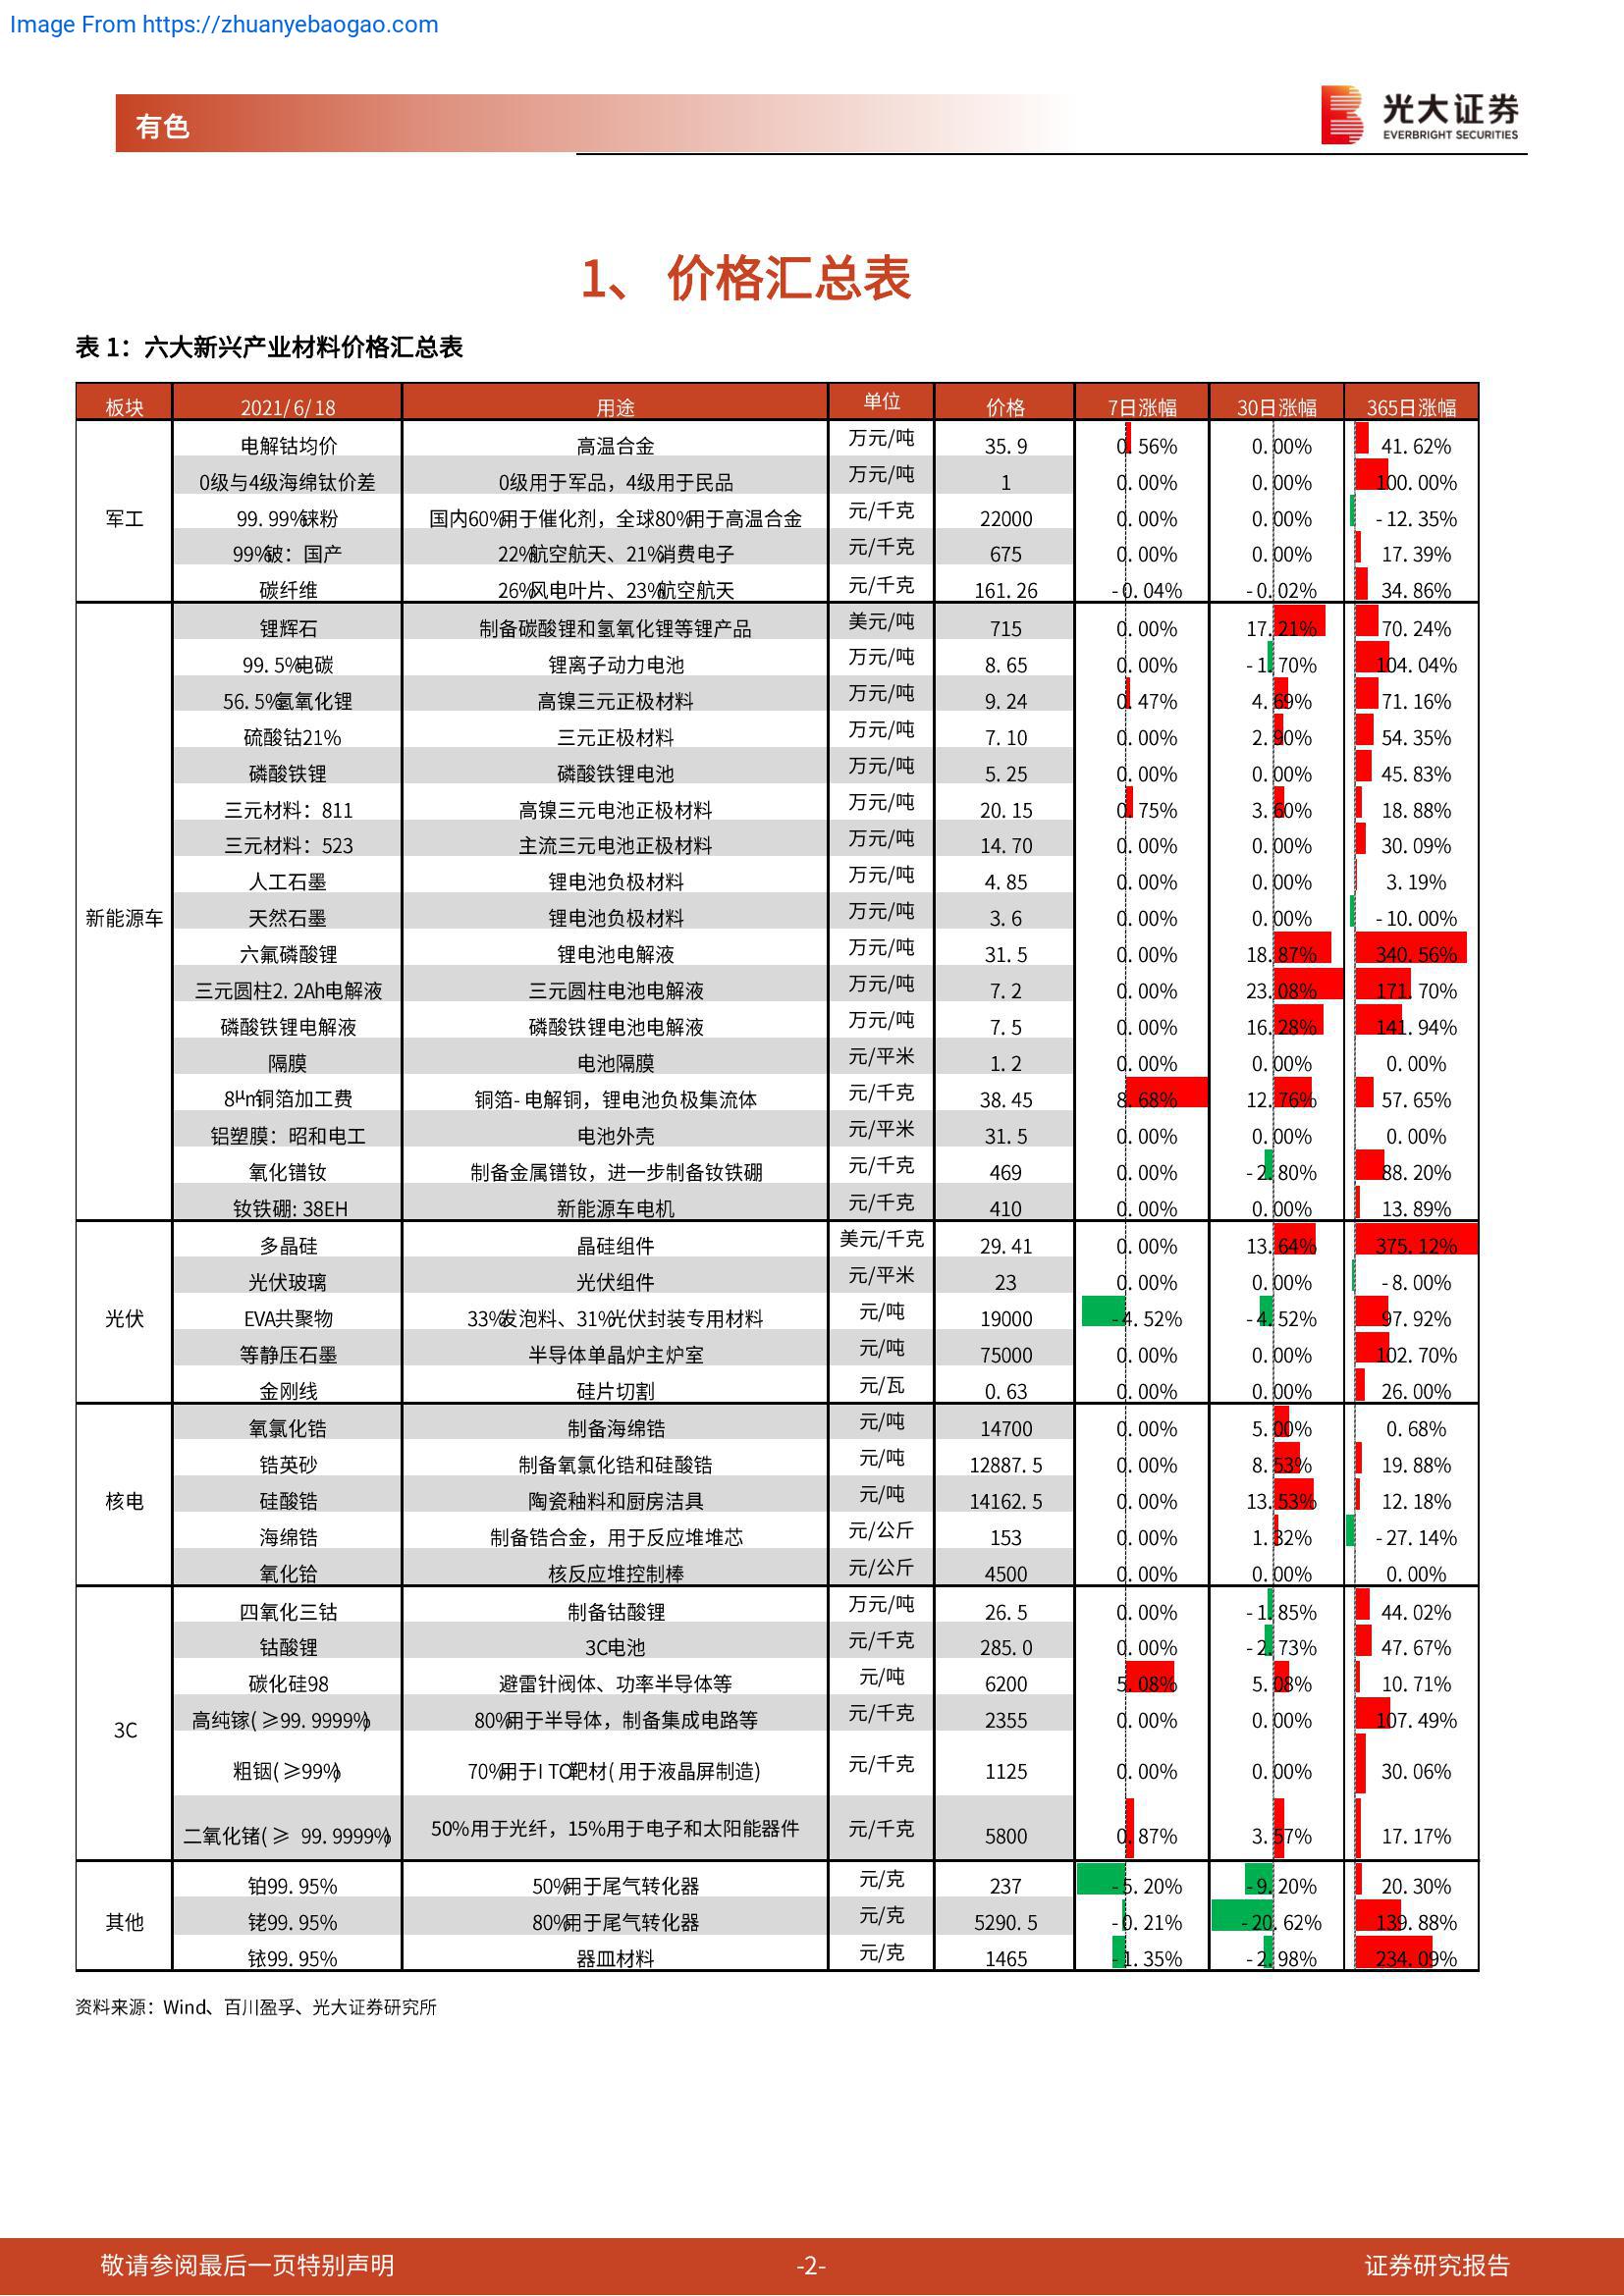 Image From https://zhuanyebaogao.com
有色
光大证券
EVERBRIGHT SECURITIES
1、 价格汇总表
表 1：六大新兴产业材料价格汇总表
板块 2021/6/18 用途 单位 价格 7日涨幅 30日涨幅 365日涨幅
军工
电解钴均价 高温合金 万元/吨 35.9 0.56% 0.00% 41.62%
0级与4级海绵钛价差 0级用于军品，4级用于民品 万元/吨 1 0.00% 0.00% 100.00%
99.99%铼粉 国内60%用于催化剂，全球80%用于高温合金 元/千克 22000 0.00% 0.00% -12.35%
99%铍：国产 22%航空航天、21%消费电子 元/千克 675 0.00% 0.00% 17.39%
碳纤维 26%风电叶片、23%航空航天 元/千克 161.26 -0.04% -0.02% 34.86%
新能源车
锂辉石 制备碳酸锂和氢氧化锂等锂产品 美元/吨 715 0.00% 17.21% 70.24%
99.5%电碳 锂离子动力电池 万元/吨 8.65 0.00% -1.70% 104.04%
56.5%氢氧化锂 高镍三元正极材料 万元/吨 9.24 0.47% 4.69% 71.16%
硫酸钴21% 三元正极材料 万元/吨 7.10 0.00% 2.90% 54.35%
磷酸铁锂 磷酸铁锂电池 万元/吨 5.25 0.00% 0.00% 45.83%
三元材料：811 高镍三元电池正极材料 万元/吨 20.15 0.75% 3.60% 18.88%
三元材料：523 主流三元电池正极材料 万元/吨 14.70 0.00% 0.00% 30.09%
人工石墨 锂电池负极材料 万元/吨 4.85 0.00% 0.00% 3.19%
天然石墨 锂电池负极材料 万元/吨 3.6 0.00% 0.00% -10.00%
六氟磷酸锂 锂电池电解液 万元/吨 31.5 0.00% 18.87% 340.56%
三元圆柱2.2Ah电解液 三元圆柱电池电解液 万元/吨 7.2 0.00% 23.08% 171.70%
磷酸铁锂电解液 磷酸铁锂电池电解液 万元/吨 7.5 0.00% 16.28% 141.94%
隔膜 电池隔膜 元/平米 1.2 0.00% 0.00% 0.00%
8μm铜箔加工费 铜箔-电解铜，锂电池负极集流体 元/千克 38.45 8.68% 12.76% 57.65%
铝塑膜：昭和电工 电池外壳 元/平米 31.5 0.00% 0.00% 0.00%
氧化镨钕 制备金属镨钕，进一步制备钕铁硼 元/千克 469 0.00% -2.80% 88.20%
钕铁硼:38EH 新能源车电机 元/千克 410 0.00% 0.00% 13.89%
光伏
多晶硅 晶硅组件 美元/千克 29.41 0.00% 13.64% 375.12%
光伏玻璃 光伏组件 元/平米 23 0.00% 0.00% -8.00%
EVA共聚物 33%发泡料、31%光伏封装专用材料 元/吨 19000 -4.52% -4.52% 97.92%
等静压石墨 半导体单晶炉主炉室 元/吨 75000 0.00% 0.00% 102.70%
金刚线 硅片切割 元/瓦 0.63 0.00% 0.00% 26.00%
核电
氧氯化锆 制备海绵锆 元/吨 14700 0.00% 5.00% 0.68%
锆英砂 制备氧氯化锆和硅酸锆 元/吨 12887.5 0.00% 8.53% 19.88%
硅酸锆 陶瓷釉料和厨房洁具 元/吨 14162.5 0.00% 13.53% 12.18%
海绵锆 制备锆合金，用于反应堆堆芯 元/公斤 153 0.00% 1.32% -27.14%
氧化铪 核反应堆控制棒 元/公斤 4500 0.00% 0.00% 0.00%
3C
四氧化三钴 制备钴酸锂 万元/吨 26.5 0.00% -1.85% 44.02%
钴酸锂 3C电池 元/千克 285.0 0.00% -2.73% 47.67%
碳化硅98 避雷针阀体、功率半导体等 元/吨 6200 5.08% 5.08% 10.71%
高纯镓(≥99.9999%) 80%用于半导体，制备集成电路等 元/千克 2355 0.00% 0.00% 107.49%
粗铟(≥99%) 70%用于ITO靶材(用于液晶屏制造) 元/千克 1125 0.00% 0.00% 30.06%
二氧化锗(≥ 99.9999%) 50%用于光纤，15%用于电子和太阳能器件 元/千克 5800 0.87% 3.57% 17.17%
其他
铂99.95% 50%用于尾气转化器 元/克 237 -5.20% -9.20% 20.30%
铑99.95% 80%用于尾气转化器 元/克 5290.5 -0.21% -20.62% 139.88%
铱99.95% 器皿材料 元/克 1465 -1.35% -2.98% 234.09%
资料来源：Wind、百川盈孚、光大证券研究所
敬请参阅最后一页特别声明 -2- 证券研究报告